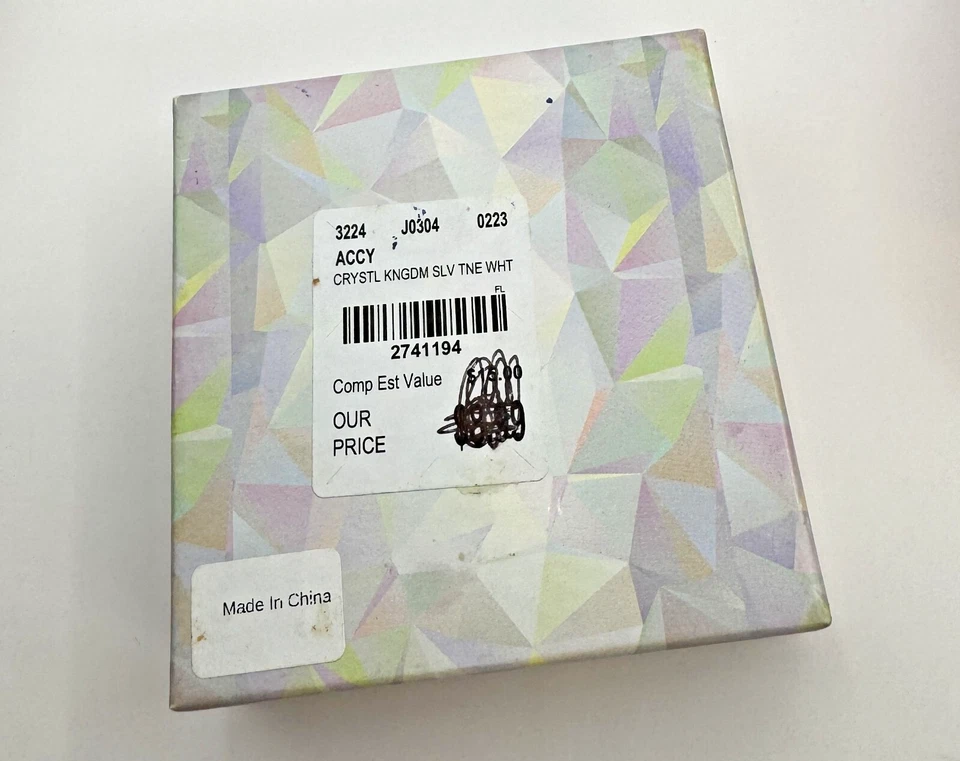 3224 J0304 0223
ACCY
CRYSTL KNGDM SLV TNE WHT
FL
2741194
Comp Est Value
OUR
PRICE
Made In China